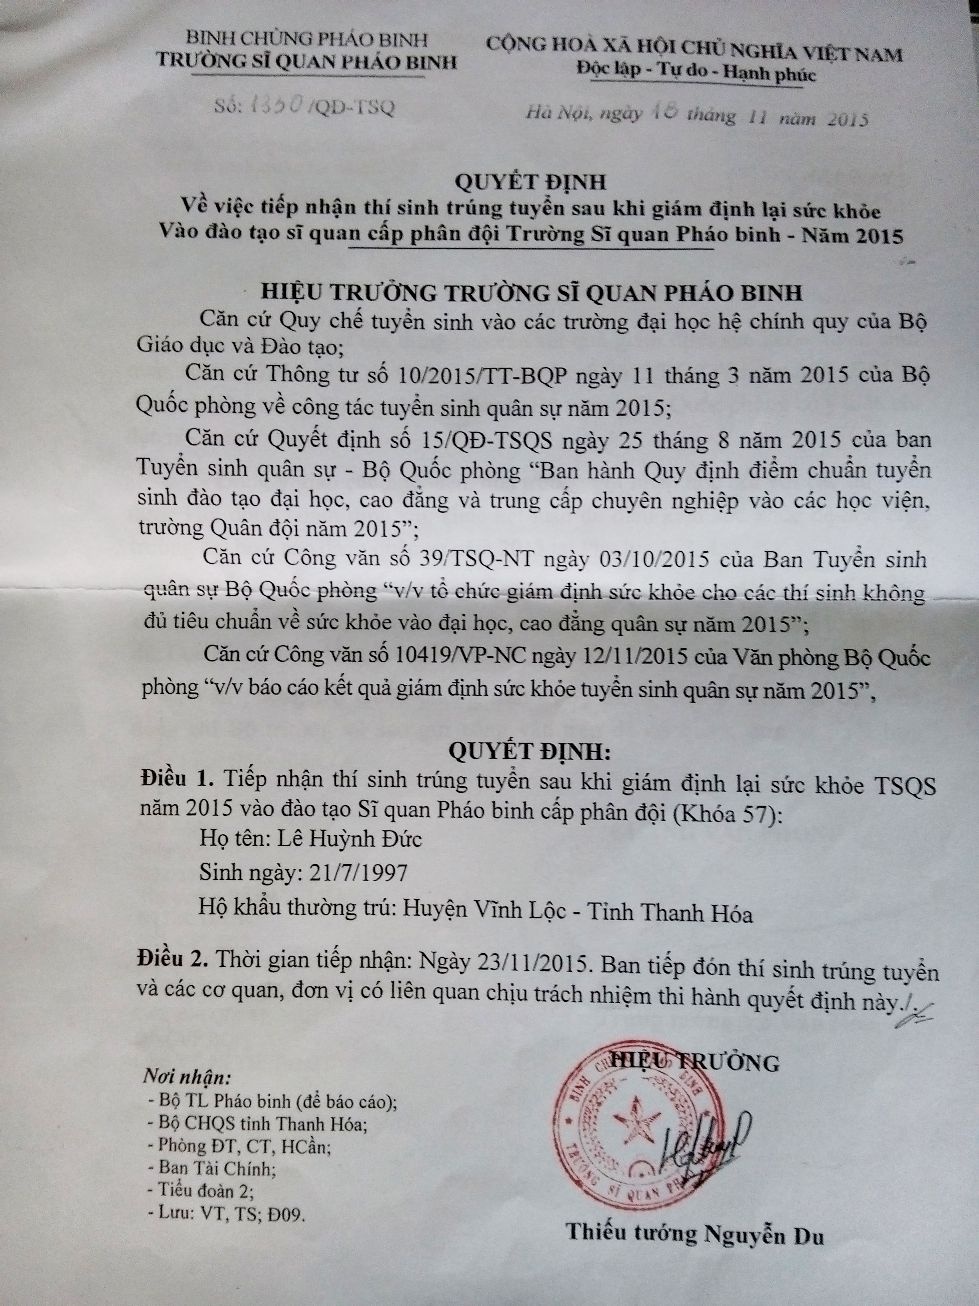 BINH CHỦNG PHÁO BINH
TRƯỜNG SĨ QUAN PHÁO BINH
Số: 1350/QD-TSQ
CỘNG HOÀ XÃ HỘI CHỦ NGHĨA VIỆT NAM
Độc lập - Tự do - Hạnh phúc
Hà Nội, ngày 18 tháng 11 năm 2015
QUYẾT ĐỊNH
Về việc tiếp nhận thí sinh trúng tuyển sau khi giám định lại sức khỏe
Vào đào tạo sĩ quan cấp phân đội Trường Sĩ quan Pháo binh - Năm 2015
HIỆU TRƯỞNG TRƯỜNG SĨ QUAN PHÁO BINH
Căn cứ Quy chế tuyển sinh vào các trường đại học hệ chính quy của Bộ
Giáo dục và Đào tạo;
Căn cứ Thông tư số 10/2015/TT-BQP ngày 11 tháng 3 năm 2015 của Bộ
Quốc phòng về công tác tuyển sinh quân sự năm 2015;
Căn cứ Quyết định số 15/QĐ-TSQS ngày 25 tháng 8 năm 2015 của ban
Tuyển sinh quân sự - Bộ Quốc phòng “Ban hành Quy định điểm chuẩn tuyển
sinh đào tạo đại học, cao đẳng và trung cấp chuyên nghiệp vào các học viện,
trường Quân đội năm 2015”;
Căn cứ Công văn số 39/TSQ-NT ngày 03/10/2015 của Ban Tuyển sinh
quân sự Bộ Quốc phòng “v/v tổ chức giám định sức khỏe cho các thí sinh không
đủ tiêu chuẩn về sức khỏe vào đại học, cao đẳng quân sự năm 2015”;
Căn cứ Công văn số 10419/VP-NC ngày 12/11/2015 của Văn phòng Bộ Quốc
phòng “v/v báo cáo kết quả giám định sức khỏe tuyển sinh quân sự năm 2015”,
QUYẾT ĐỊNH:
Điều 1. Tiếp nhận thí sinh trúng tuyển sau khi giám định lại sức khỏe TSQS
năm 2015 vào đào tạo Sĩ quan Pháo binh cấp phân đội (Khóa 57):
Họ tên: Lê Huỳnh Đức
Sinh ngày: 21/7/1997
Hộ khẩu thường trú: Huyện Vĩnh Lộc - Tỉnh Thanh Hóa
Điều 2. Thời gian tiếp nhận: Ngày 23/11/2015. Ban tiếp đón thí sinh trúng tuyển
và các cơ quan, đơn vị có liên quan chịu trách nhiệm thi hành quyết định này./.
Nơi nhận:
- Bộ TL Pháo binh (để báo cáo);
- Bộ CHQS tỉnh Thanh Hóa;
- Phòng ĐT, CT, HCần;
- Ban Tài Chính;
- Tiểu đoàn 2;
- Lưu: VT, TS; Đ09.
HIỆU TRƯỞNG
BINH CHỦNG PHÁO BINH
TRƯỜNG SĨ QUAN PHÁO
Thiếu tướng Nguyễn Du